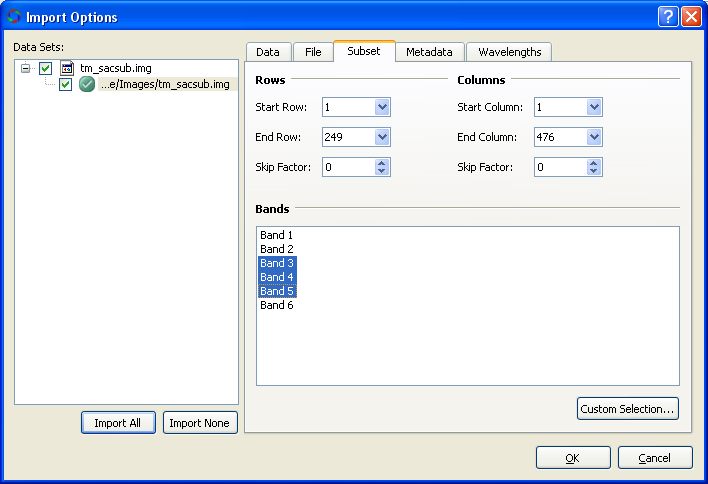 Import Options
Data Sets:
tm_sacsub.img
...e/Images/tm_sacsub.img
Import All
Import None
Data
File
Subset
Metadata
Wavelengths
Rows
Start Row:
1
End Row:
249
Skip Factor:
0
Columns
Start Column:
1
End Column:
476
Skip Factor:
0
Bands
Band 1
Band 2
Band 3
Band 4
Band 5
Band 6
Custom Selection...
OK
Cancel